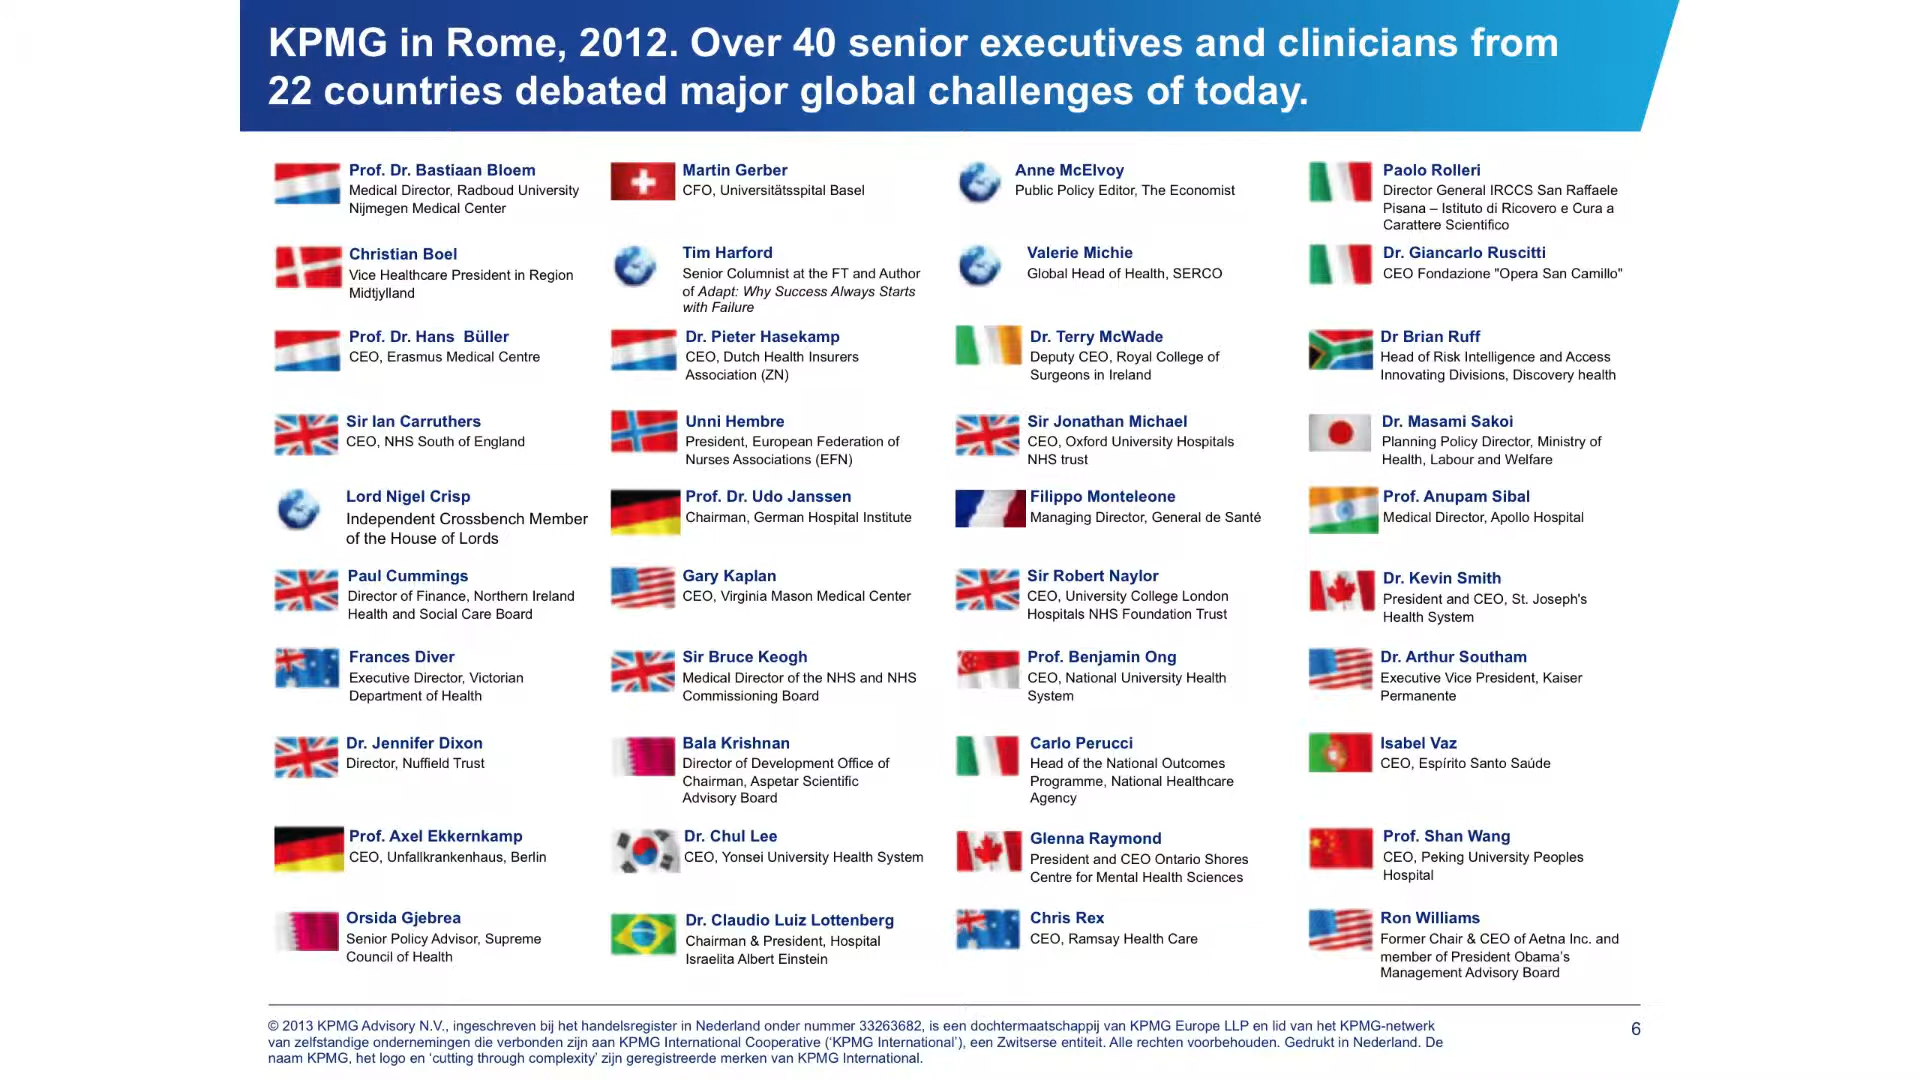 KPMG in Rome, 2012. Over 40 senior executives and clinicians from
22 countries debated major global challenges of today.
Prof. Dr. Bastiaan Bloem
Medical Director, Radboud University
Nijmegen Medical Center
Christian Boel
Vice Healthcare President in Region
Midtjylland
Prof. Dr. Hans Büller
CEO, Erasmus Medical Centre
Sir Ian Carruthers
CEO, NHS South of England
Lord Nigel Crisp
Independent Crossbench Member
of the House of Lords
Paul Cummings
Director of Finance, Northern Ireland
Health and Social Care Board
Frances Diver
Executive Director, Victorian
Department of Health
Dr. Jennifer Dixon
Director, Nuffield Trust
Prof. Axel Ekkernkamp
CEO, Unfallkrankenhaus, Berlin
Orsida Gjebrea
Senior Policy Advisor, Supreme
Council of Health
Martin Gerber
CFO, Universitätsspital Basel
Tim Harford
Senior Columnist at the FT and Author
of Adapt: Why Success Always Starts
with Failure
Dr. Pieter Hasekamp
CEO, Dutch Health Insurers
Association (ZN)
Unni Hembre
President, European Federation of
Nurses Associations (EFN)
Prof. Dr. Udo Janssen
Chairman, German Hospital Institute
Gary Kaplan
CEO, Virginia Mason Medical Center
Sir Bruce Keogh
Medical Director of the NHS and NHS
Commissioning Board
Bala Krishnan
Director of Development Office of
Chairman, Aspetar Scientific
Advisory Board
Dr. Chul Lee
CEO, Yonsei University Health System
Dr. Claudio Luiz Lottenberg
Chairman & President, Hospital
Israelita Albert Einstein
Anne McElvoy
Public Policy Editor, The Economist
Valerie Michie
Global Head of Health, SERCO
Dr. Terry McWade
Deputy CEO, Royal College of
Surgeons in Ireland
Sir Jonathan Michael
CEO, Oxford University Hospitals
NHS trust
Filippo Monteleone
Managing Director, General de Santé
Sir Robert Naylor
CEO, University College London
Hospitals NHS Foundation Trust
Prof. Benjamin Ong
CEO, National University Health
System
Carlo Perucci
Head of the National Outcomes
Programme, National Healthcare
Agency
Glenna Raymond
President and CEO Ontario Shores
Centre for Mental Health Sciences
Chris Rex
CEO, Ramsay Health Care
Paolo Rolleri
Director General IRCCS San Raffaele
Pisana – Istituto di Ricovero e Cura a
Carattere Scientifico
Dr. Giancarlo Ruscitti
CEO Fondazione "Opera San Camillo"
Dr Brian Ruff
Head of Risk Intelligence and Access
Innovating Divisions, Discovery health
Dr. Masami Sakoi
Planning Policy Director, Ministry of
Health, Labour and Welfare
Prof. Anupam Sibal
Medical Director, Apollo Hospital
Dr. Kevin Smith
President and CEO, St. Joseph's
Health System
Dr. Arthur Southam
Executive Vice President, Kaiser
Permanente
Isabel Vaz
CEO, Espírito Santo Saúde
Prof. Shan Wang
CEO, Peking University Peoples
Hospital
Ron Williams
Former Chair & CEO of Aetna Inc. and
member of President Obama's
Management Advisory Board
© 2013 KPMG Advisory N.V., ingeschreven bij het handelsregister in Nederland onder nummer 33263682, is een dochtermaatschappij van KPMG Europe LLP en lid van het KPMG-netwerk
van zelfstandige ondernemingen die verbonden zijn aan KPMG International Cooperative ('KPMG International'), een Zwitserse entiteit. Alle rechten voorbehouden. Gedrukt in Nederland. De
naam KPMG, het logo en 'cutting through complexity' zijn geregistreerde merken van KPMG International.
6